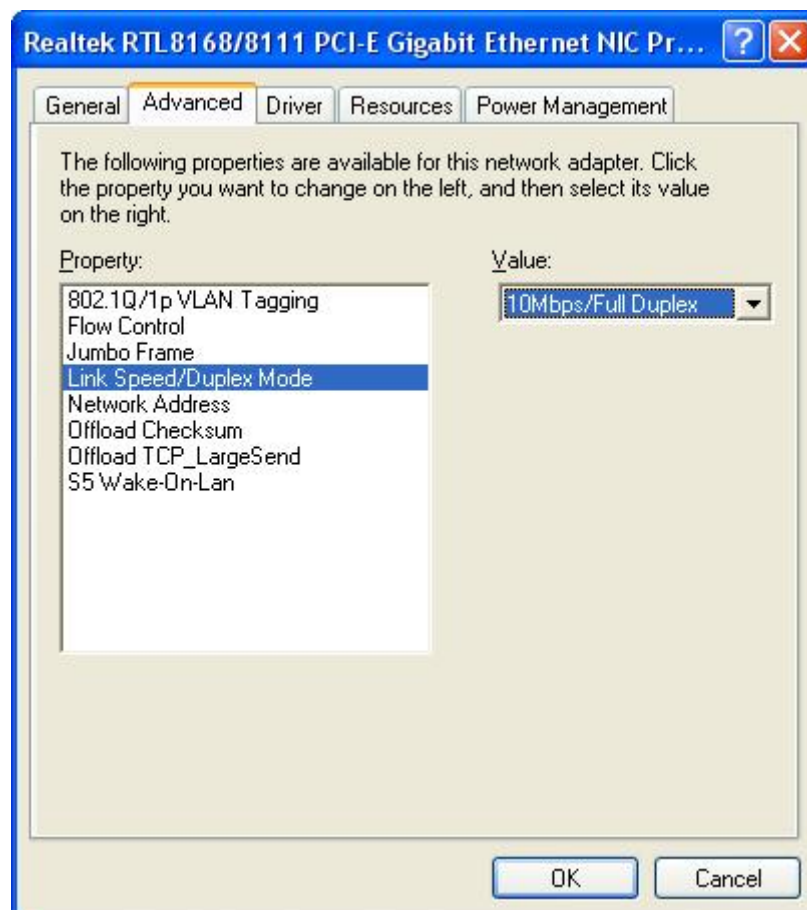 Realtek RTL8168/8111 PCI-E Gigabit Ethernet NIC Pr...
General Advanced Driver Resources Power Management
The following properties are available for this network adapter. Click
the property you want to change on the left, and then select its value
on the right.
Property:
802.1Q/1p VLAN Tagging
Flow Control
Jumbo Frame
Link Speed/Duplex Mode
Network Address
Offload Checksum
Offload TCP_LargeSend
S5 Wake-On-Lan
Value:
10Mbps/Full Duplex
OK Cancel